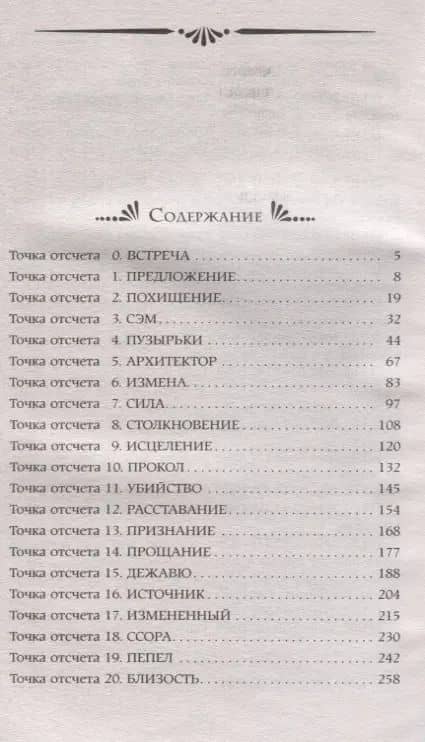 Содержание
Точка отсчета 0. ВСТРЕЧА 5
Точка отсчета 1. ПРЕДЛОЖЕНИЕ 8
Точка отсчета 2. ПОХИЩЕНИЕ 19
Точка отсчета 3. СЭМ 32
Точка отсчета 4. ПУЗЫРЬКИ 44
Точка отсчета 5. АРХИТЕКТОР 67
Точка отсчета 6. ИЗМЕНА 83
Точка отсчета 7. СИЛА 97
Точка отсчета 8. СТОЛКНОВЕНИЕ 108
Точка отсчета 9. ИСЦЕЛЕНИЕ 120
Точка отсчета 10. ПРОКОЛ 132
Точка отсчета 11. УБИЙСТВО 145
Точка отсчета 12. РАССТАВАНИЕ 154
Точка отсчета 13. ПРИЗНАНИЕ 168
Точка отсчета 14. ПРОЩАНИЕ 177
Точка отсчета 15. ДЕЖАВЮ 188
Точка отсчета 16. ИСТОЧНИК 204
Точка отсчета 17. ИЗМЕНЕННЫЙ 215
Точка отсчета 18. ССОРА 230
Точка отсчета 19. ПЕПЕЛ 242
Точка отсчета 20. БЛИЗОСТЬ 258